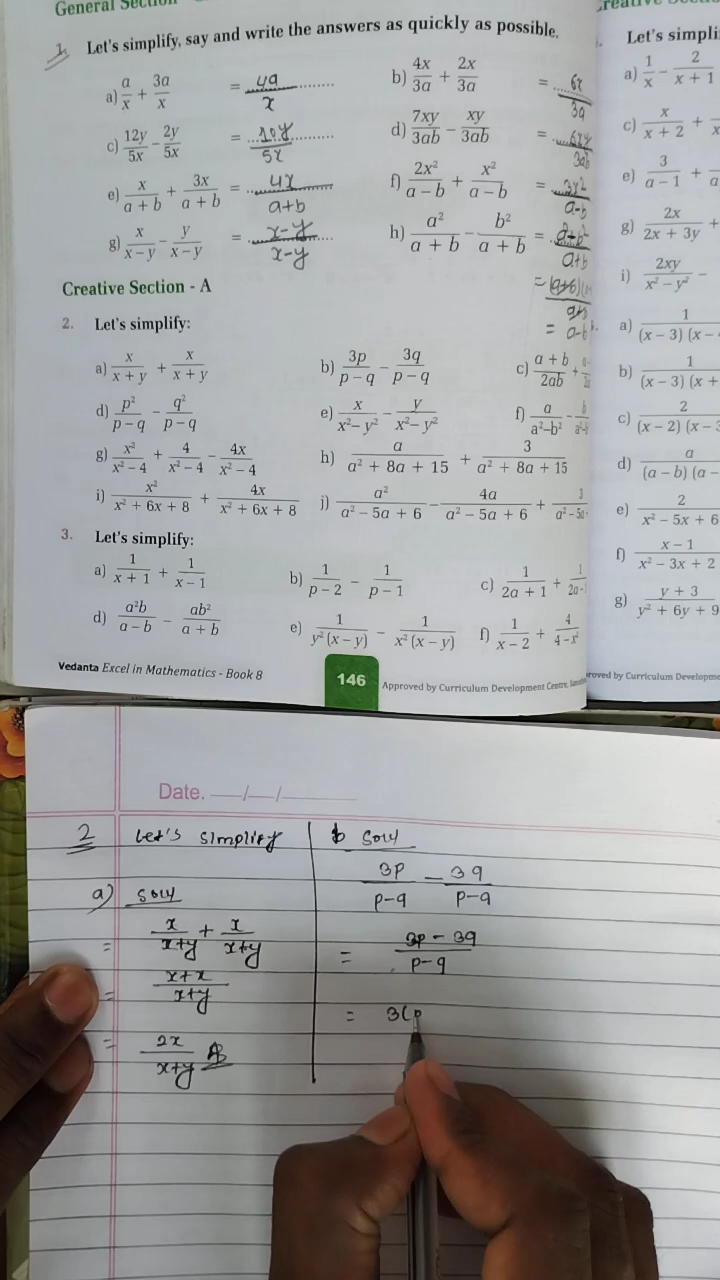 General Section
1. Let's simplify, say and write the answers as quickly as possible.
a) a/x + 3a/x = 4a/x
b) 4x/3a + 2x/3a = 6x/3a
c) 12y/5x − 2y/5x = 10y/5x
d) 7xy/3ab − xy/3ab = 6xy/3ab
e) x/(a + b) + 3x/(a + b) = 4x/(a+b)
f) 2x²/(a − b) + x²/(a − b) = 3x²/(a-b)
g) x/(x − y) − y/(x − y) = (x-y)/(x-y)
h) a²/(a + b) − b²/(a + b) =
= a-b
Creative Section - A
2. Let's simplify:
a) x/(x + y) + x/(x + y)
b) 3p/(p − q) − 3q/(p − q)
c) (a + b)/2ab +
d) p²/(p − q) − q²/(p − q)
e) x/(x² − y²) − y/(x² − y²)
f) a/(a²−b²) −
g) x²/(x² − 4) + 4/(x² − 4) − 4x/(x² − 4)
h) a/(a² + 8a + 15) + 3/(a² + 8a + 15)
i) x²/(x² + 6x + 8) + 4x/(x² + 6x + 8)
j) a²/(a² − 5a + 6) − 4a/(a² − 5a + 6) + 3/(a² − 5a
3. Let's simplify:
a) 1/(x + 1) + 1/(x − 1)
b) 1/(p − 2) − 1/(p − 1)
c) 1/(2a + 1) + 1/(2a −
d) a²b/(a − b) − ab²/(a + b)
e) 1/(y² (x − y)) − 1/(x² (x − y))
f) 1/(x − 2) + 4/(4 − x²
Vedanta Excel in Mathematics - Book 8
146
Approved by Curriculum Development Centre,
Let's simpli
a) 1/x − 2/(x + 1
c) x/(x + 2) +
e) 3/(a − 1) +
g) 2x/(2x + 3y) +
i) 2xy/(x² − y²) −
a) 1/((x − 3) (x −
b) 1/((x − 3) (x +
c) 2/((x − 2) (x −
d) a/((a − b) (a −
e) 2/(x² − 5x + 6
f) (x − 1)/(x² − 3x + 2
g) (y + 3)/(y² + 6y + 9
roved by Curriculum Developme
Date. —/—/———
2 Let's simplify
a) Soln
x/(x+y) + x/(x+y)
= (x+x)/(x+y)
= 2x/(x+y)
b Soln
3p/(p-q) − 3q/(p-q)
= (3p - 3q)/(p-q)
= 3(p